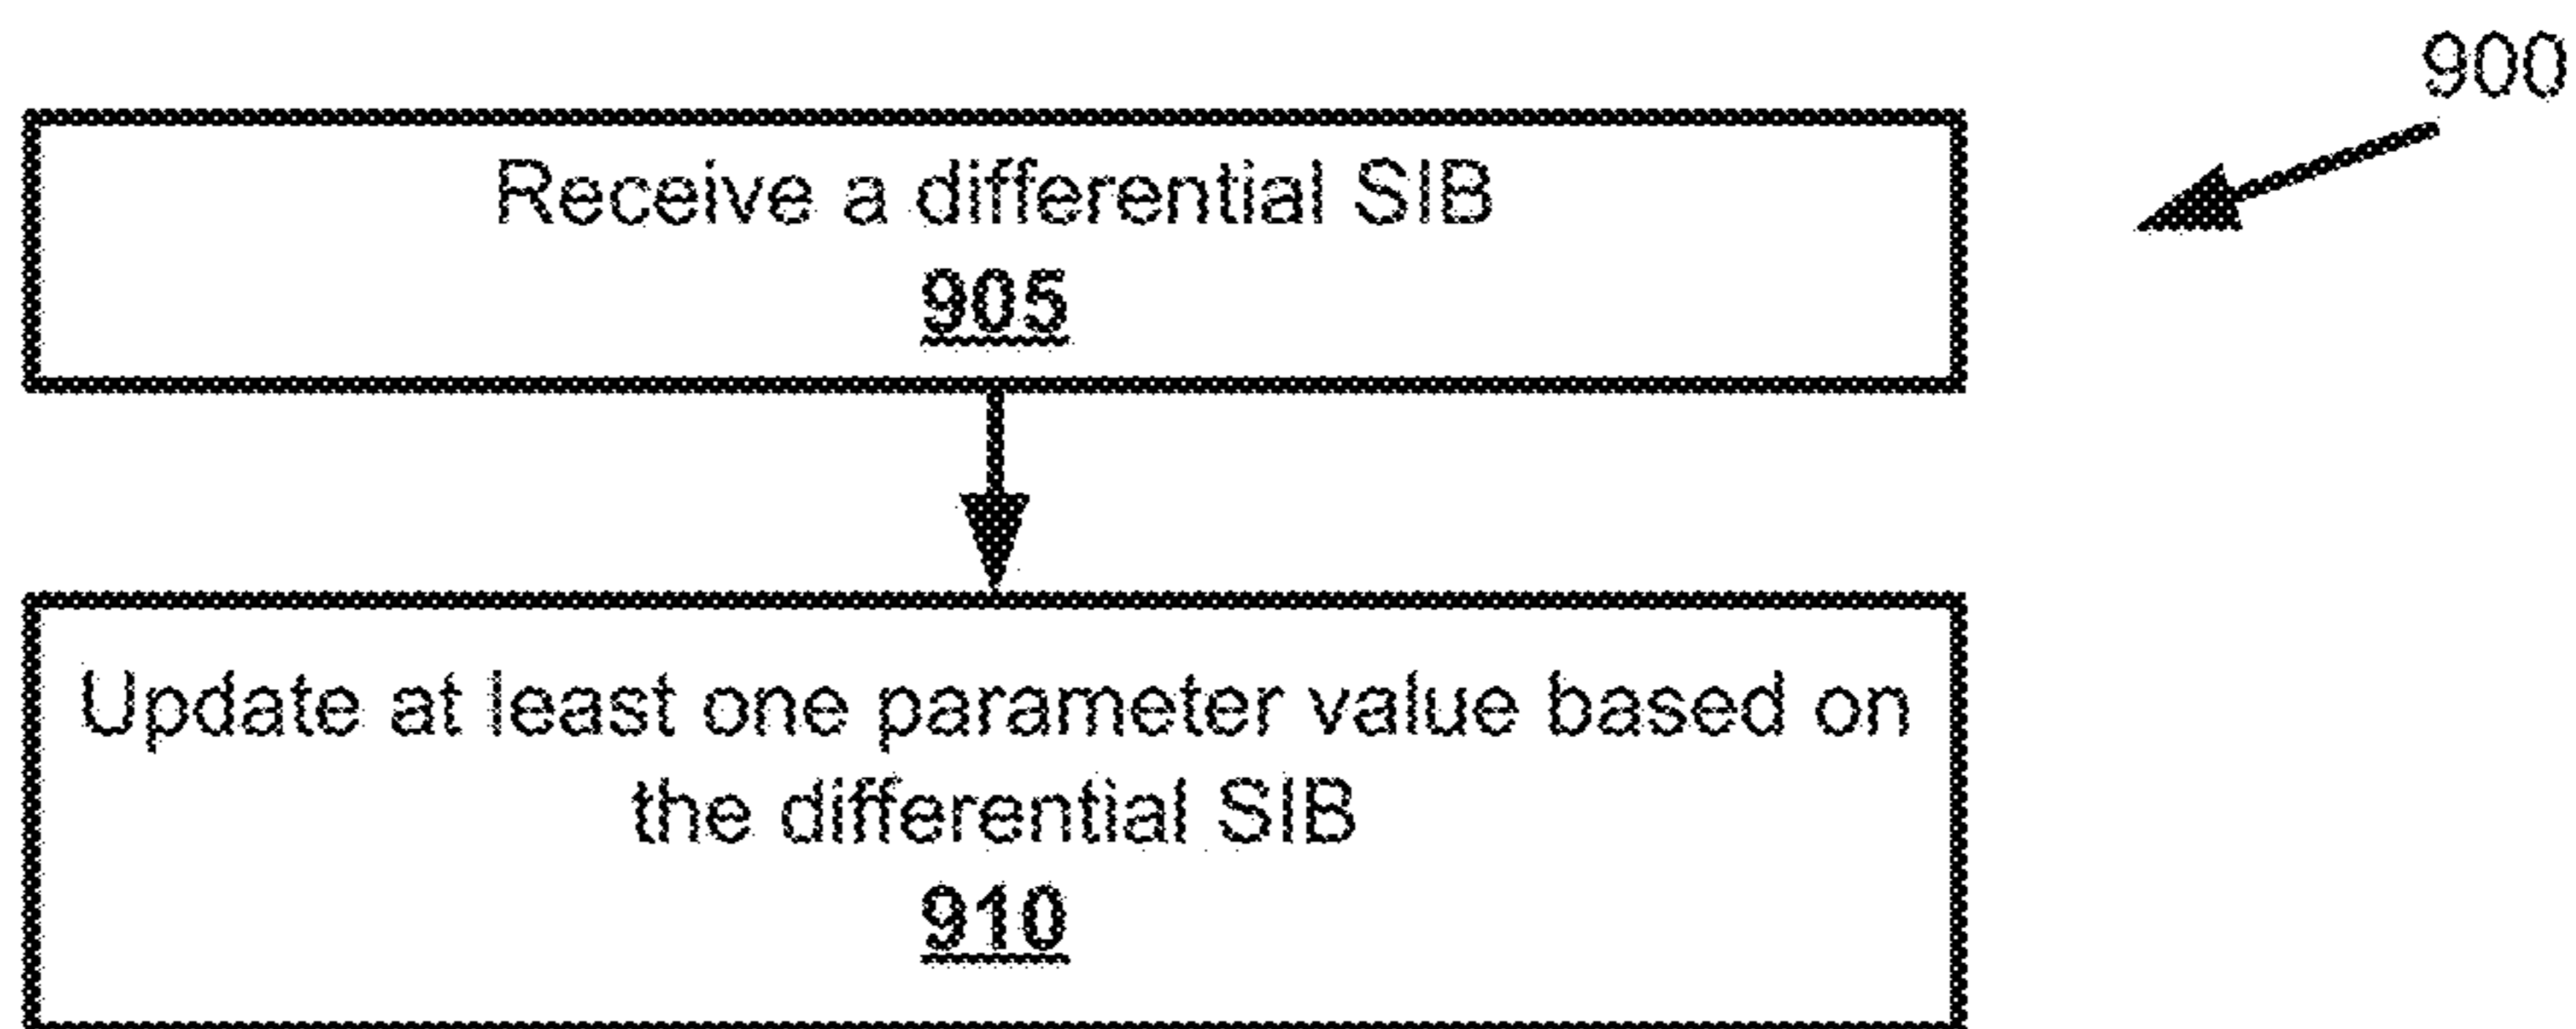 900
Receive a differential SIB
905
Update at least one parameter value based on
the differential SIB
910